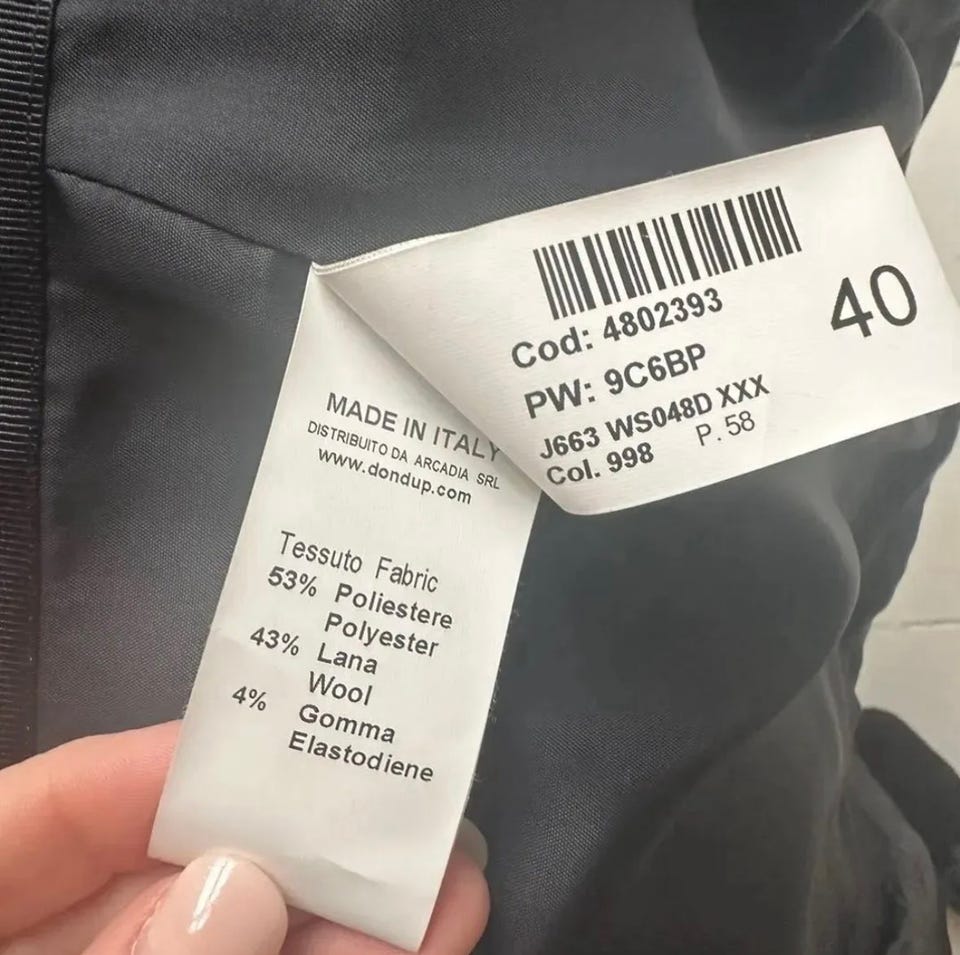 Cod: 4802393
PW: 9C6BP
J663 WS048D XXX
Col. 998 P. 58
40
MADE IN ITALY
DISTRIBUITO DA ARCADIA SRL
www.dondup.com
Tessuto Fabric
53% Poliestere
Polyester
43% Lana
Wool
4% Gomma
Elastodiene